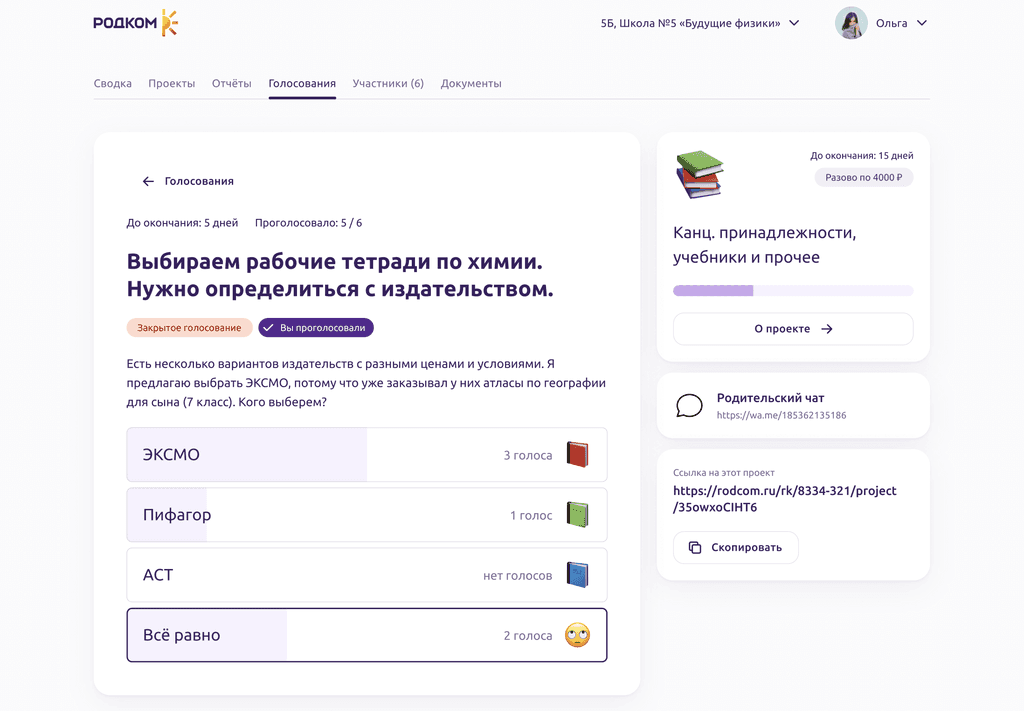 РОДКОМ
5Б, Школа №5 «Будущие физики»
Ольга
Сводка
Проекты
Отчёты
Голосования
Участники (6)
Документы
Голосования
До окончания: 5 дней
Проголосовало: 5 / 6
Выбираем рабочие тетради по химии.
Нужно определиться с издательством.
Закрытое голосование
Вы проголосовали
Есть несколько вариантов издательств с разными ценами и условиями. Я
предлагаю выбрать ЭКСМО, потому что уже заказывал у них атласы по географии
для сына (7 класс). Кого выберем?
ЭКСМО
3 голоса
Пифагор
1 голос
АСТ
нет голосов
Всё равно
2 голоса
До окончания: 15 дней
Разово по 4000 ₽
Канц. принадлежности,
учебники и прочее
О проекте
Родительский чат
https://wa.me/185362135186
Ссылка на этот проект
https://rodcom.ru/rk/8334-321/project
/35owxoCIHT6
Скопировать